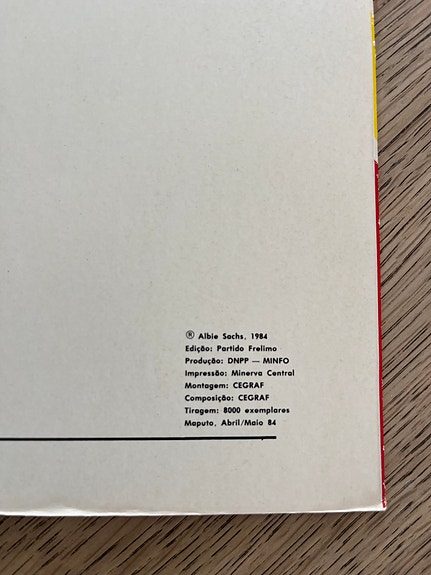 ® Albie Sachs, 1984
Edição: Partido Frelimo
Produção: DNPP — MINFO
Impressão: Minerva Central
Montagem: CEGRAF
Composição: CEGRAF
Tiragem: 8000 exemplares
Maputo, Abril/Maio 84